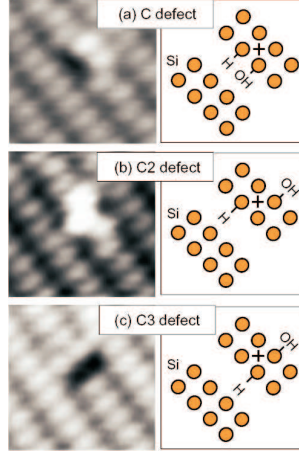 (a) C defect
Si
H
OH
+
(b) C2 defect
Si
H
OH
+
(c) C3 defect
Si
H
OH
+